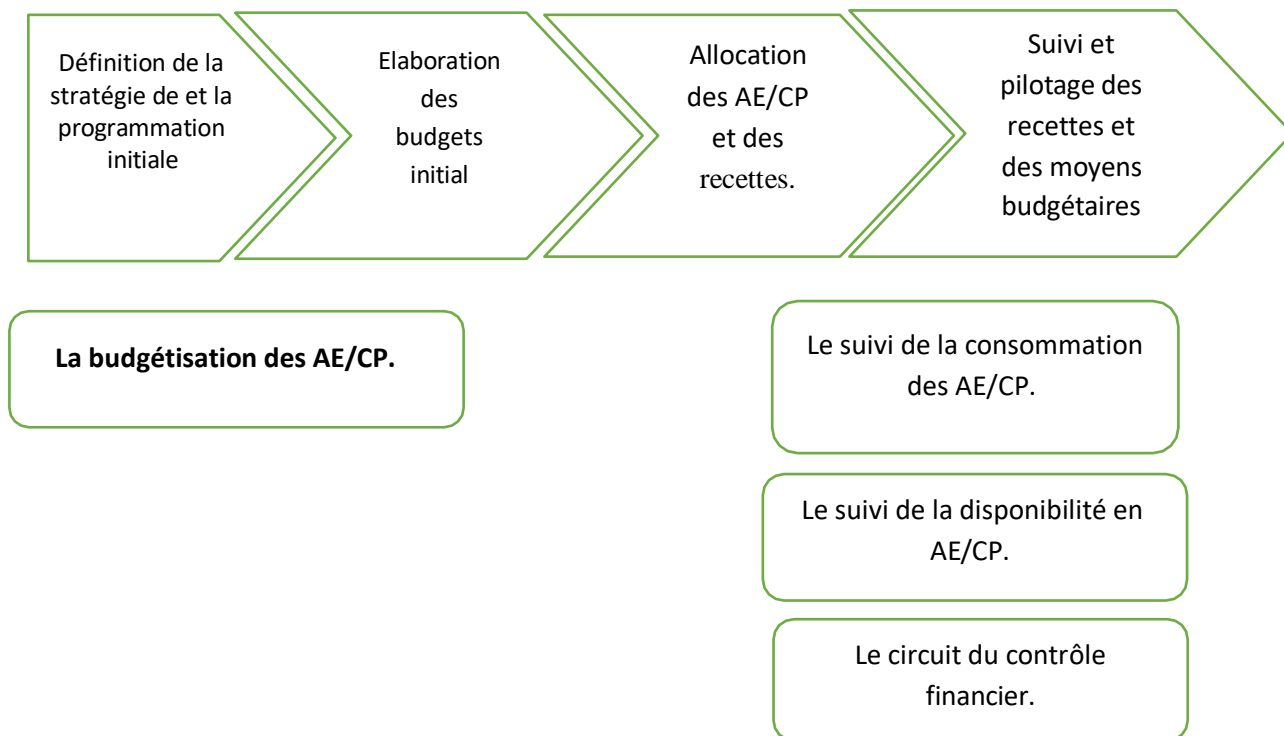 Définition de la
stratégie de et la
programmation
initiale
Elaboration
des
budgets
initial
Allocation
des AE/CP
et des
recettes.
Suivi et
pilotage des
recettes et
des moyens
budgétaires
La budgétisation des AE/CP.
Le suivi de la consommation
des AE/CP.
Le suivi de la disponibilité en
AE/CP.
Le circuit du contrôle
financier.